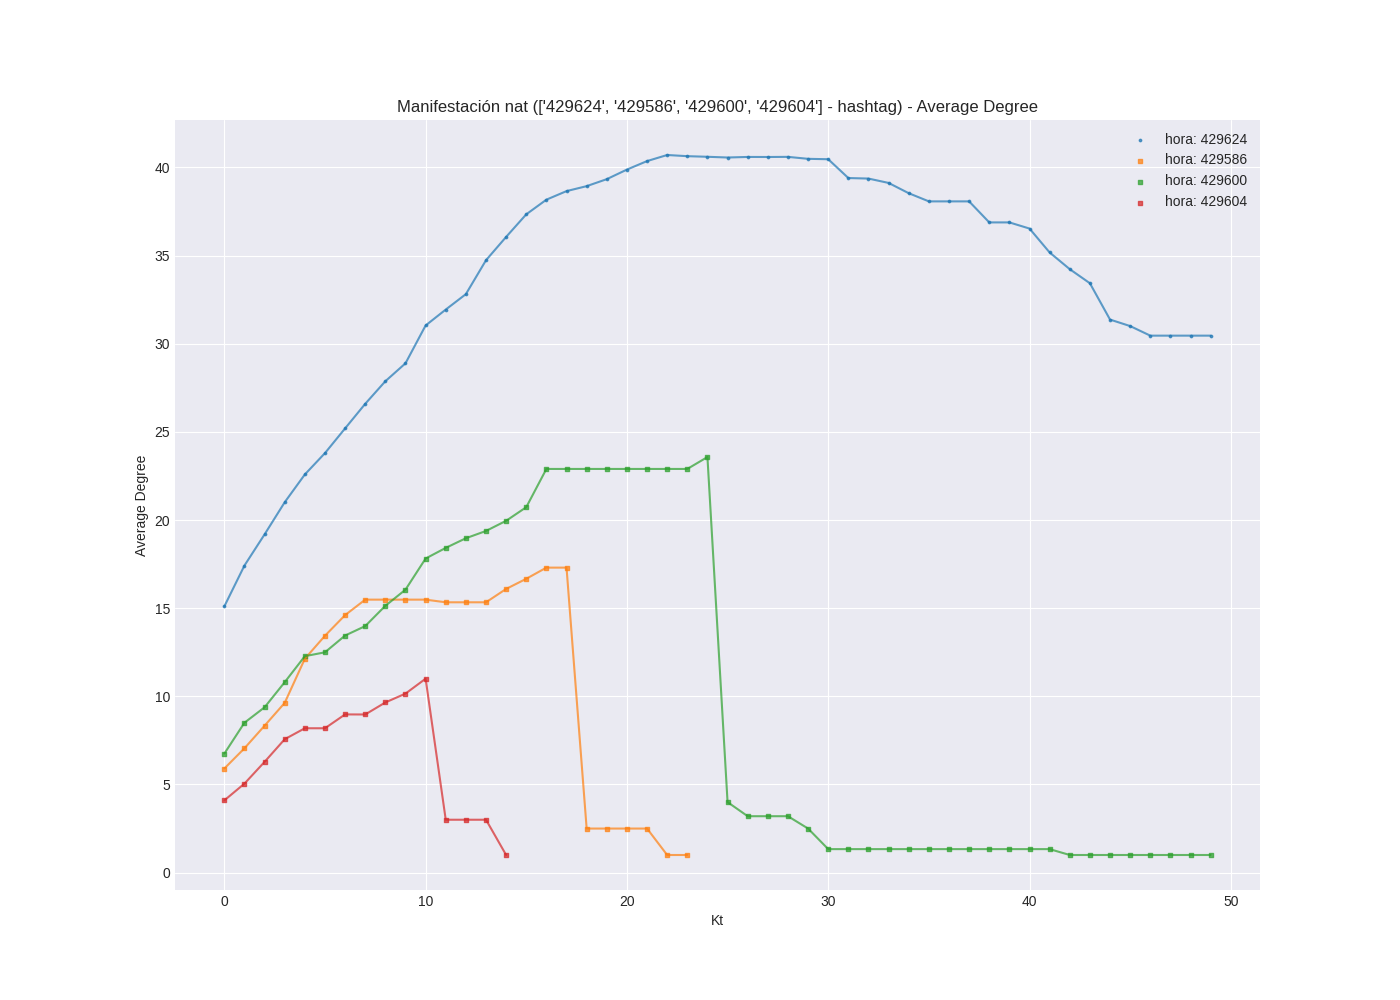 Manifestación nat (['429624', '429586', '429600', '429604'] - hashtag) - Average Degree
hora: 429624
hora: 429586
hora: 429600
hora: 429604
Average Degree
40
35
30
25
20
15
10
5
0
0 10 20 30 40 50
Kt